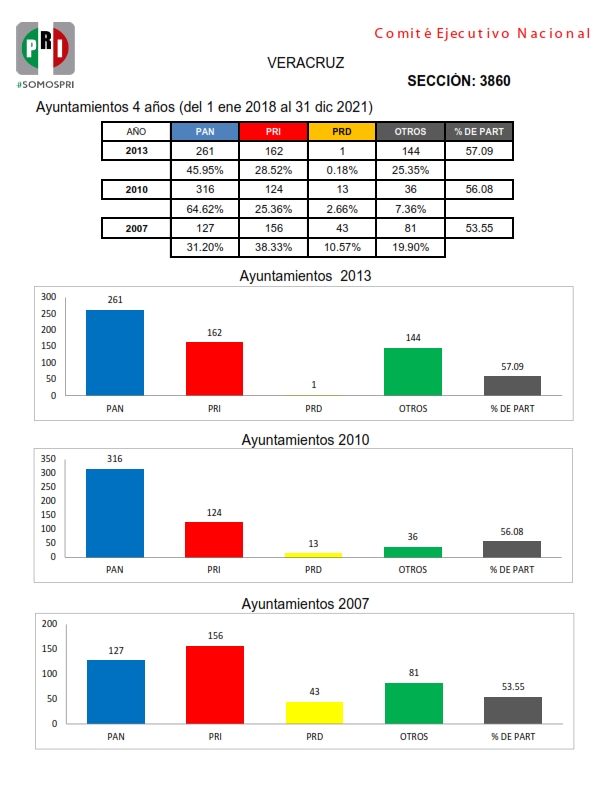 Comité Ejecutivo Nacional
PRI
#SOMOSPRI
VERACRUZ
SECCIÓN: 3860
Ayuntamientos 4 años (del 1 ene 2018 al 31 dic 2021)
AÑO PAN PRI PRD OTROS % DE PART
2013 261 162 1 144 57.09
45.95% 28.52% 0.18% 25.35%
2010 316 124 13 36 56.08
64.62% 25.36% 2.66% 7.36%
2007 127 156 43 81 53.55
31.20% 38.33% 10.57% 19.90%
Ayuntamientos 2013
300
250
200
150
100
50
0
261 162 1 144 57.09
PAN PRI PRD OTROS % DE PART
Ayuntamientos 2010
350
300
250
200
150
100
50
0
316 124 13 36 56.08
PAN PRI PRD OTROS % DE PART
Ayuntamientos 2007
200
150
100
50
0
127 156 43 81 53.55
PAN PRI PRD OTROS % DE PART